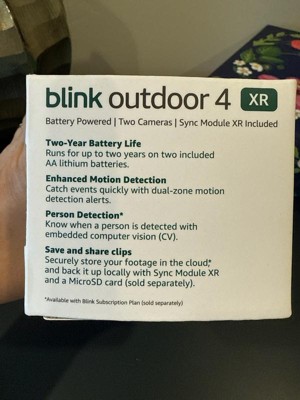 blink outdoor 4 XR
Battery Powered | Two Cameras | Sync Module XR Included
Two-Year Battery Life
Runs for up to two years on two included
AA lithium batteries.
Enhanced Motion Detection
Catch events quickly with dual-zone motion
detection alerts.
Person Detection*
Know when a person is detected with
embedded computer vision (CV).
Save and share clips
Securely store your footage in the cloud,*
and back it up locally with Sync Module XR
and a MicroSD card (sold separately).
*Available with Blink Subscription Plan (sold separately)